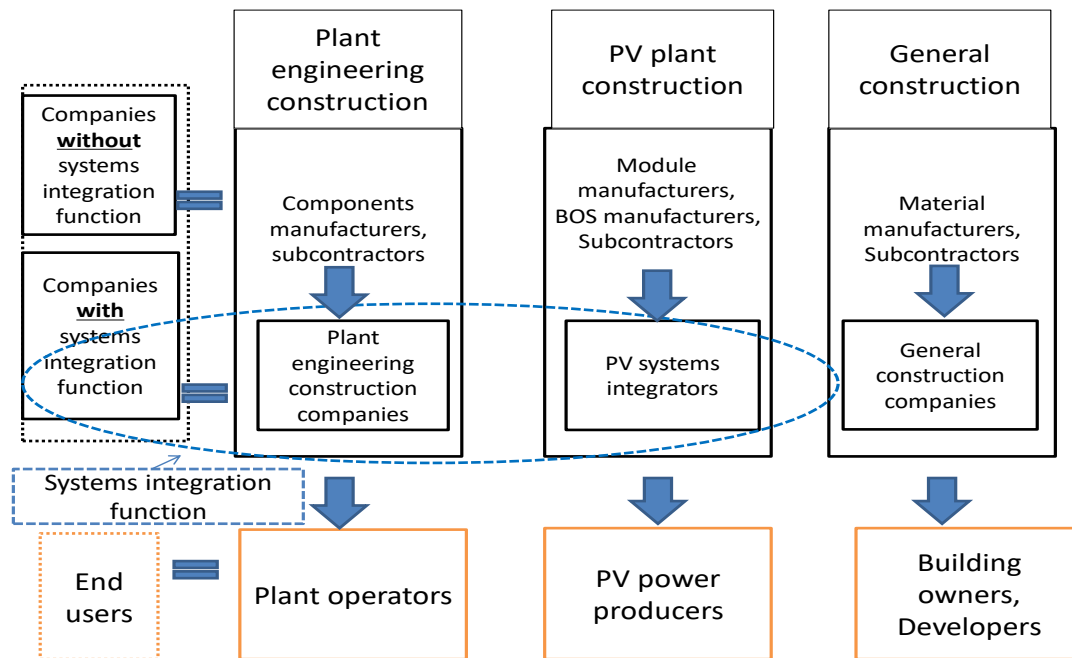 Plant
engineering
construction
PV plant
construction
General
construction
Companies
without
systems
integration
function
Components
manufacturers,
subcontractors
Module
manufacturers,
BOS manufacturers,
Subcontractors
Material
manufacturers,
Subcontractors
Companies
with
systems
integration
function
Plant
engineering
construction
companies
PV systems
integrators
General
construction
companies
Systems integration
function
End
users
Plant operators
PV power
producers
Building
owners,
Developers